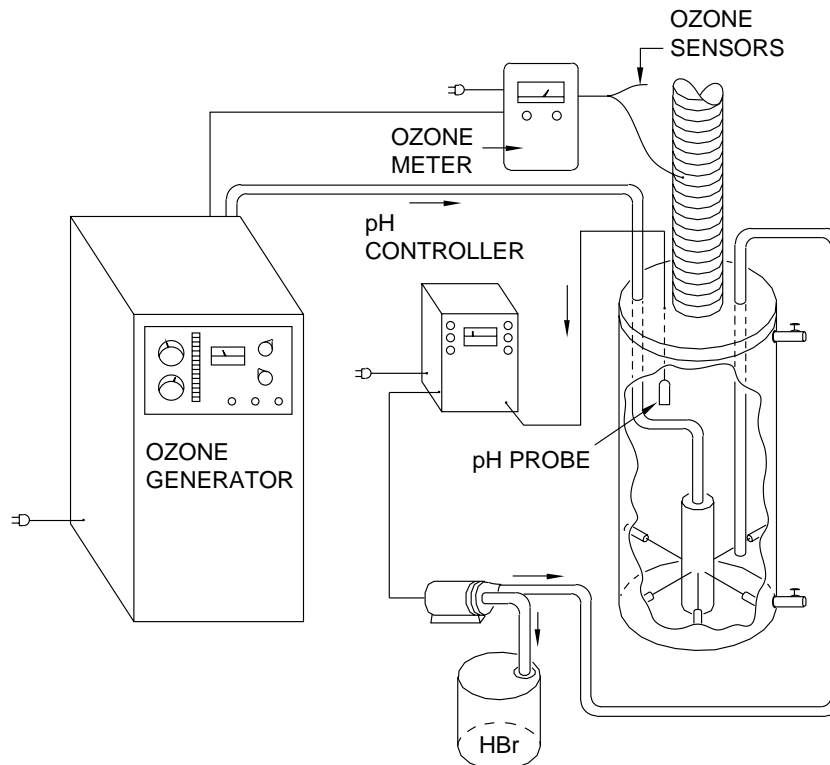 OZONE
SENSORS
OZONE
METER
pH
CONTROLLER
pH PROBE
OZONE
GENERATOR
HBr